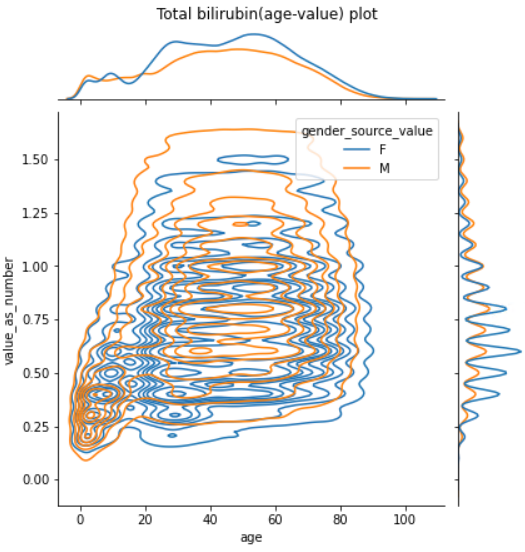 Total bilirubin(age-value) plot
gender_source_value
F
M
1.50
1.25
1.00
0.75
0.50
0.25
0.00
value_as_number
0 20 40 60 80 100
age